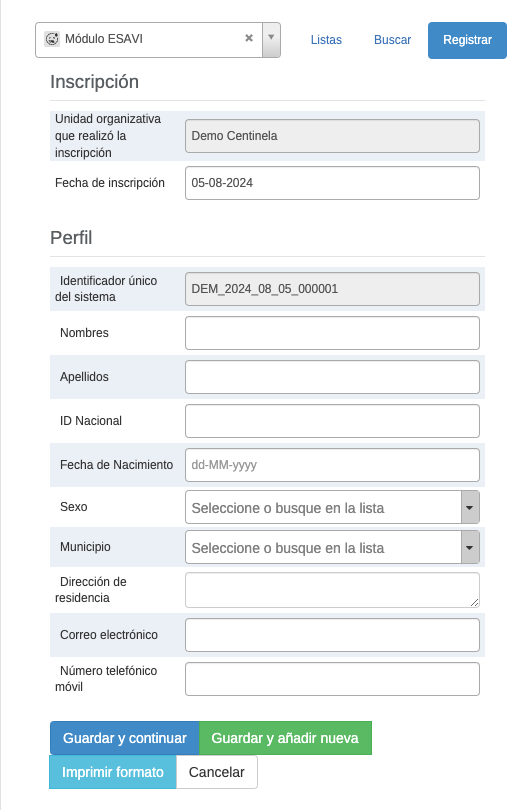 Módulo ESAVI
Listas
Buscar
Registrar
Inscripción
Unidad organizativa
que realizó la
inscripción
Demo Centinela
Fecha de inscripción
05-08-2024
Perfil
Identificador único
del sistema
DEM_2024_08_05_000001
Nombres
Apellidos
ID Nacional
Fecha de Nacimiento
dd-MM-yyyy
Sexo
Seleccione o busque en la lista
Municipio
Seleccione o busque en la lista
Dirección de
residencia
Correo electrónico
Número telefónico
móvil
Guardar y continuar
Guardar y añadir nueva
Imprimir formato
Cancelar